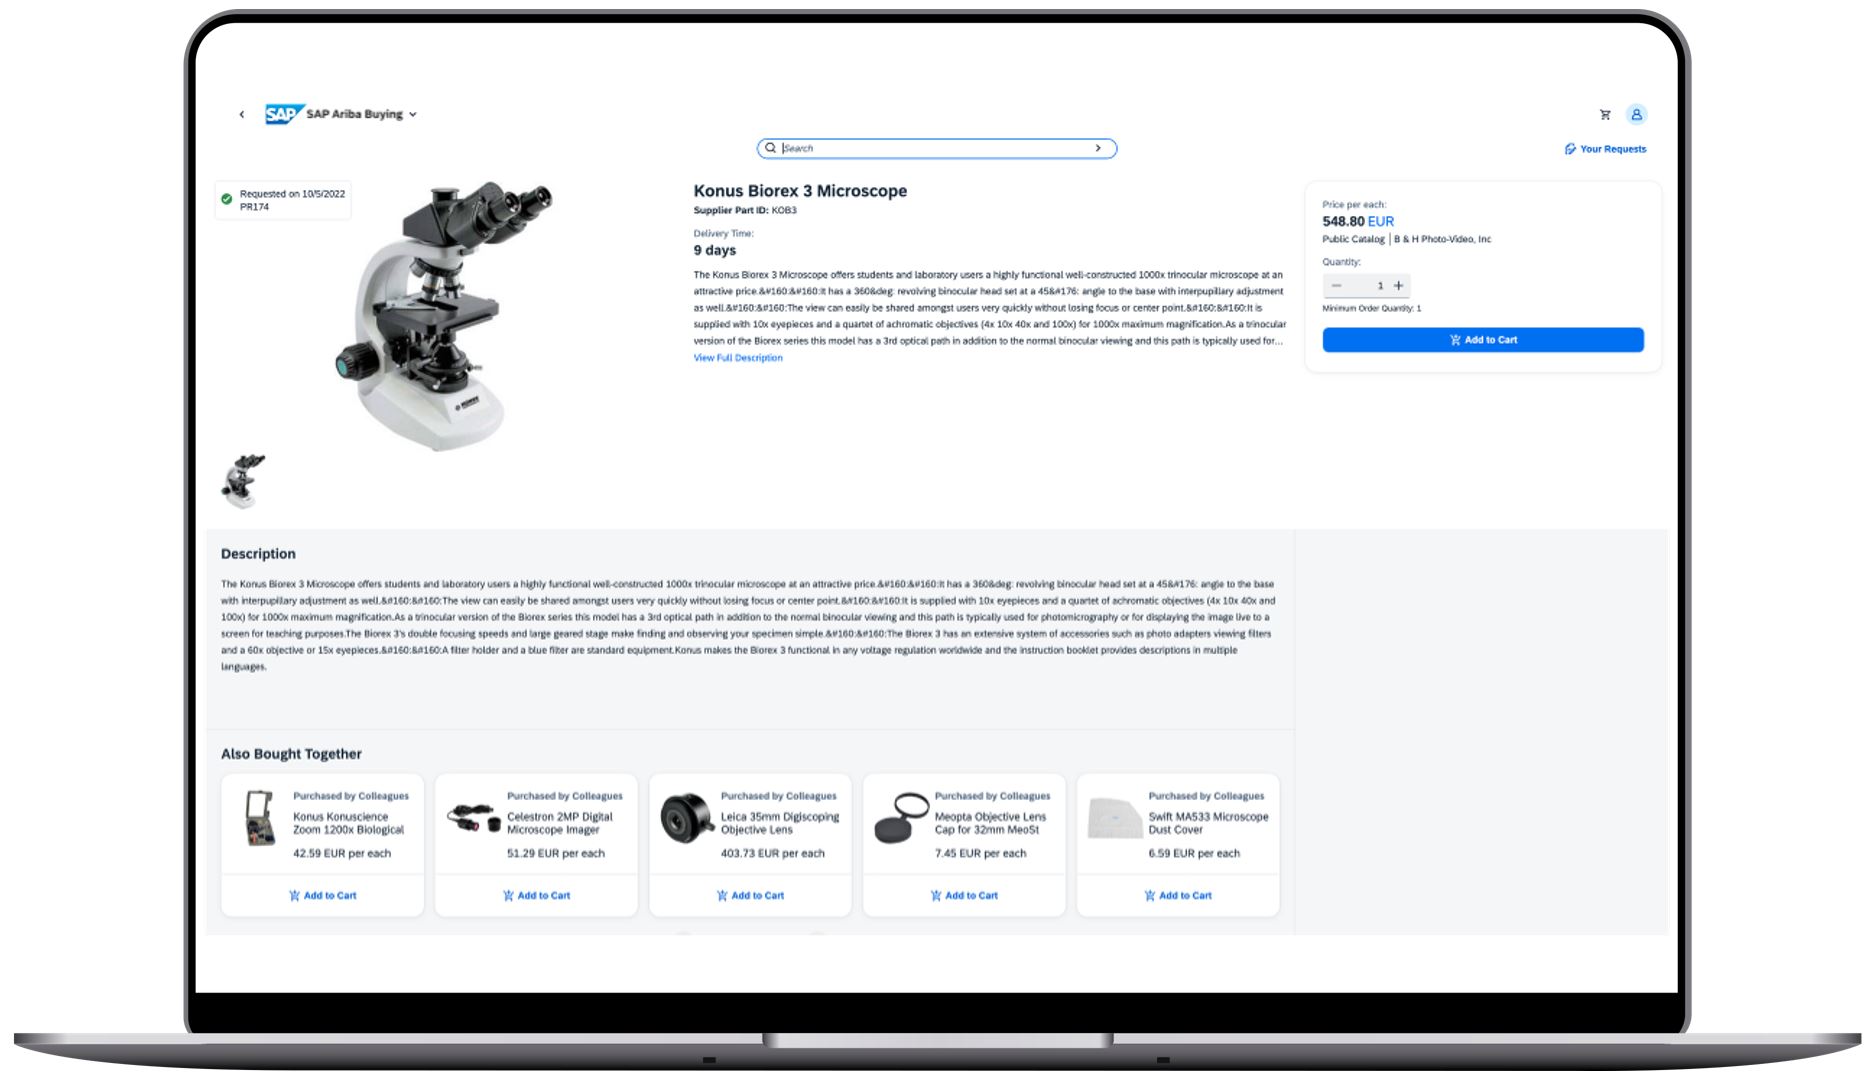 SAP SAP Ariba Buying
Search
Your Requests
Requested on 10/5/2022
PR174
Konus Biorex 3 Microscope
Supplier Part ID: KOB3
Delivery Time:
9 days
The Konus Biorex 3 Microscope offers students and laboratory users a highly functional well-constructed 1000x trinocular microscope at an
attractive price.&#160:&#160:It has a 360&deg: revolving binocular head set at a 45&#176: angle to the base with interpupillary adjustment
as well.&#160:&#160:The view can easily be shared amongst users very quickly without losing focus or center point.&#160:&#160:It is
supplied with 10x eyepieces and a quartet of achromatic objectives (4x 10x 40x and 100x) for 1000x maximum magnification.As a trinocular
version of the Biorex series this model has a 3rd optical path in addition to the normal binocular viewing and this path is typically used for...
View Full Description
Price per each:
548.80 EUR
Public Catalog | B & H Photo-Video, Inc
Quantity:
1
Minimum Order Quantity: 1
Add to Cart
KONUS
Description
The Konus Biorex 3 Microscope offers students and laboratory users a highly functional well-constructed 1000x trinocular microscope at an attractive price.&#160:&#160:It has a 360&deg: revolving binocular head set at a 45&#176: angle to the base
with interpupillary adjustment as well.&#160:&#160:The view can easily be shared amongst users very quickly without losing focus or center point.&#160:&#160:It is supplied with 10x eyepieces and a quartet of achromatic objectives (4x 10x 40x and
100x) for 1000x maximum magnification.As a trinocular version of the Biorex series this model has a 3rd optical path in addition to the normal binocular viewing and this path is typically used for photomicrography or for displaying the image live to a
screen for teaching purposes.The Biorex 3's double focusing speeds and large geared stage make finding and observing your specimen simple.&#160:&#160:The Biorex 3 has an extensive system of accessories such as photo adapters viewing filters
and a 60x objective or 15x eyepieces.&#160:&#160:A filter holder and a blue filter are standard equipment.Konus makes the Biorex 3 functional in any voltage regulation worldwide and the instruction booklet provides descriptions in multiple
languages.
Also Bought Together
Purchased by Colleagues
Konus Konuscience
Zoom 1200x Biological
42.59 EUR per each
Add to Cart
Purchased by Colleagues
Celestron 2MP Digital
Microscope Imager
51.29 EUR per each
Add to Cart
Purchased by Colleagues
Leica 35mm Digiscoping
Objective Lens
403.73 EUR per each
Add to Cart
Purchased by Colleagues
Meopta Objective Lens
Cap for 32mm MeoSt
7.45 EUR per each
Add to Cart
Purchased by Colleagues
Swift MA533 Microscope
Dust Cover
6.59 EUR per each
Add to Cart